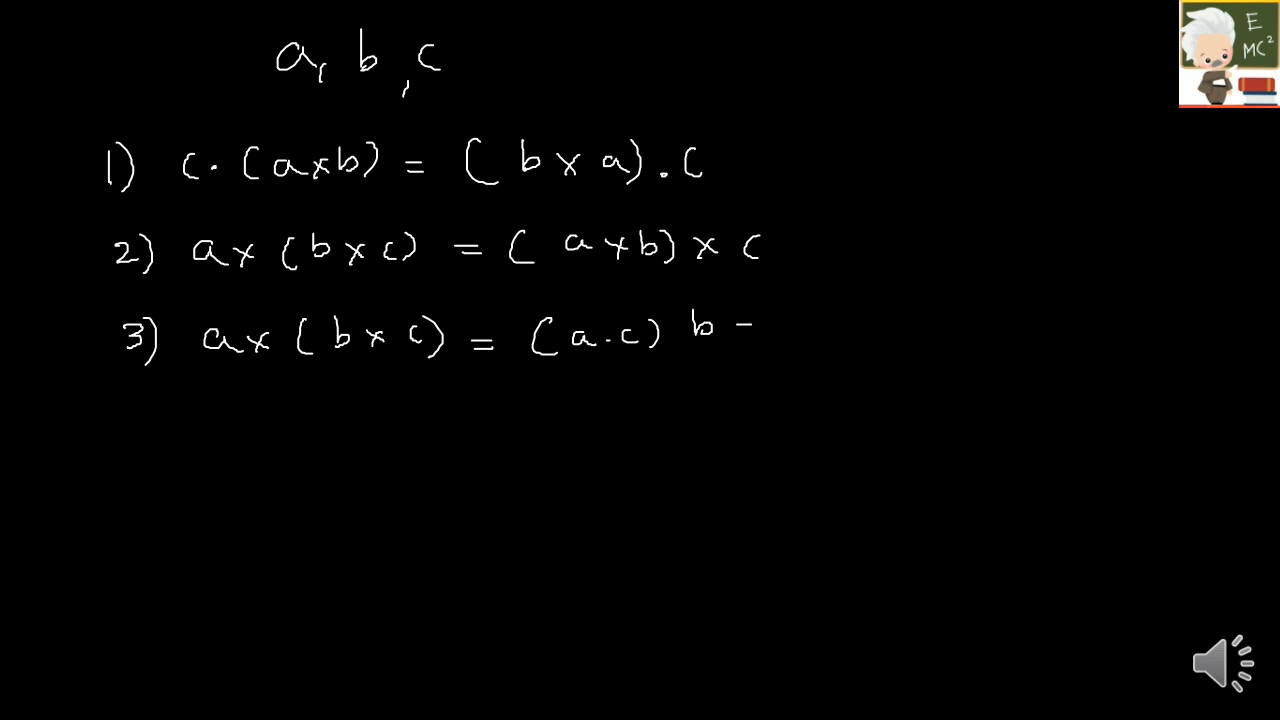 a, b, c
E
MC²
1) c · (a×b) = (b × a) . c
2) a× (b × c) = (a × b) × c
3) a× (b × c) = (a · c) b -